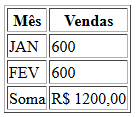 Mês Vendas
JAN 600
FEV 600
Soma R$ 1200,00